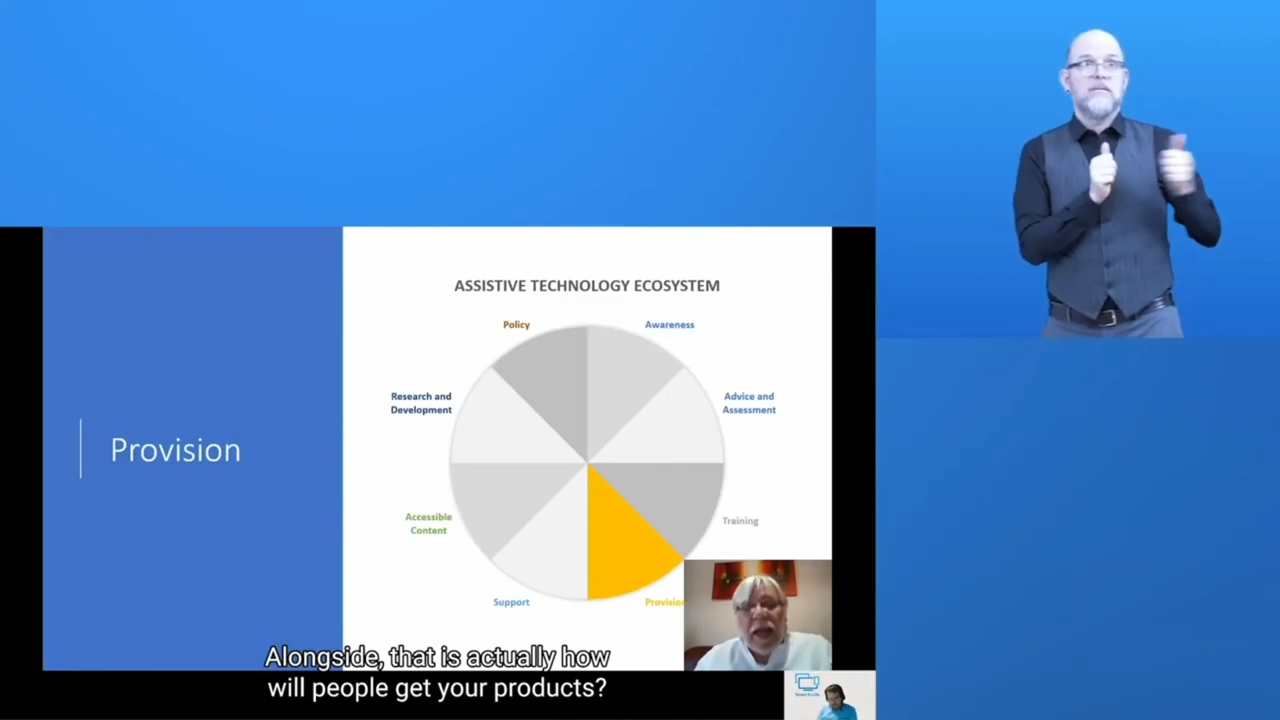 ASSISTIVE TECHNOLOGY ECOSYSTEM
Policy
Awareness
Research and
Development
Advice and
Assessment
Provision
Accessible
Content
Training
Support
Provision
Alongside, that is actually how
will people get your products?